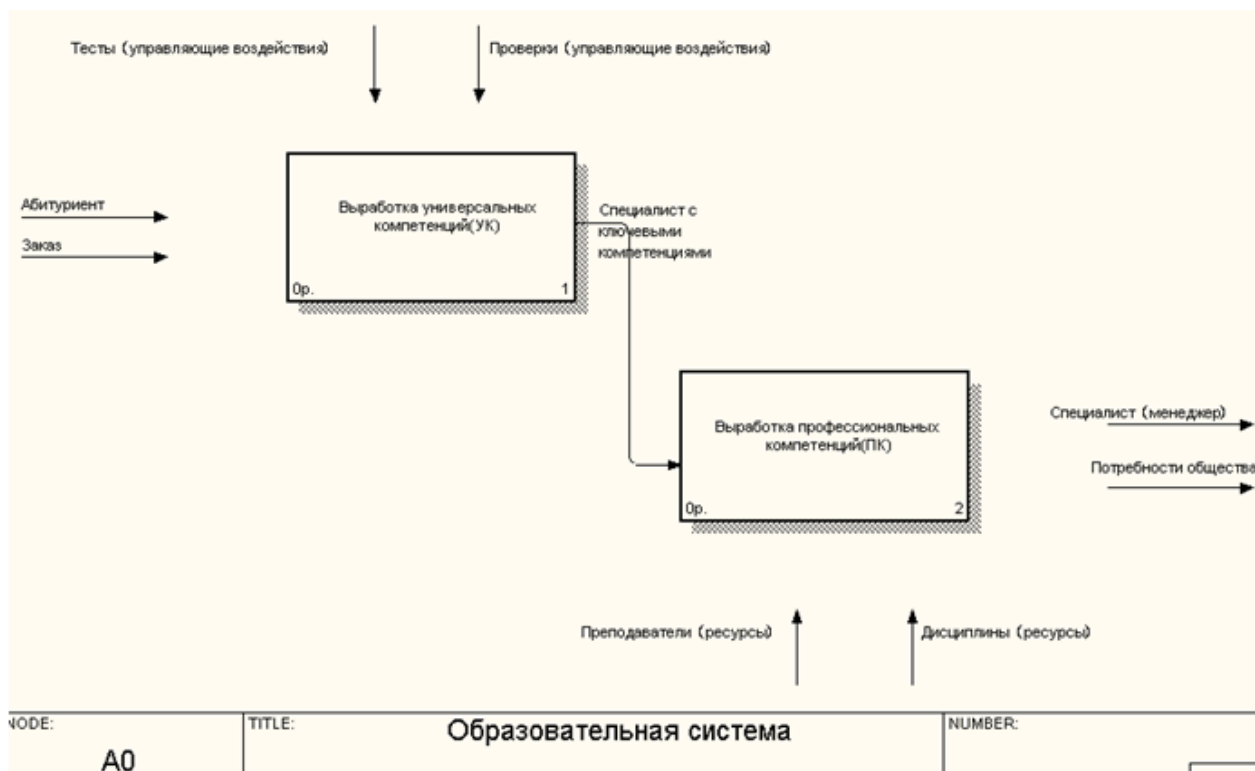 Тесты (управляющие воздействия)
Проверки (управляющие воздействия)
Абитуриент
Заказ
Выработка универсальных
компетенций(УК)
0р.
1
Специалист с
ключевыми
компетенциями
Выработка профессиональных
компетенций(ПК)
0р.
2
Специалист (менеджер)
Потребности общества
Преподаватели (ресурсы)
Дисциплины (ресурсы)
NODE:
A0
TITLE:
Образовательная система
NUMBER: